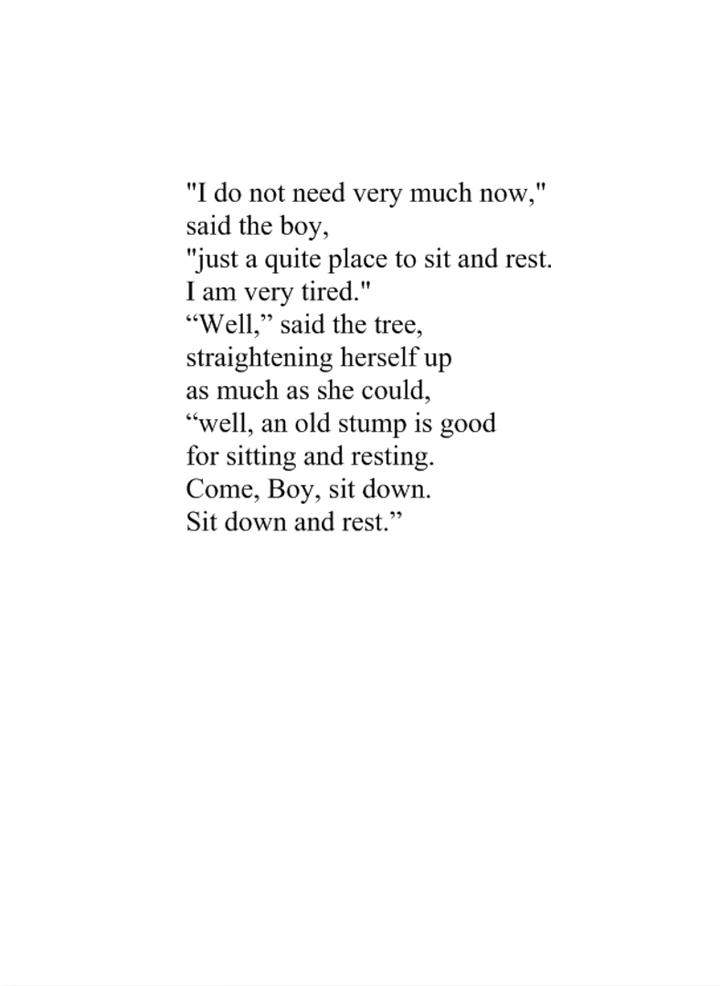 "I do not need very much now,"
said the boy,
"just a quite place to sit and rest.
I am very tired."
“Well,” said the tree,
straightening herself up
as much as she could,
“well, an old stump is good
for sitting and resting.
Come, Boy, sit down.
Sit down and rest.”